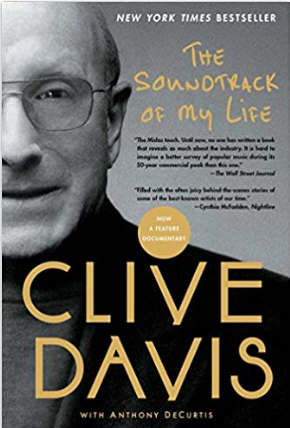 NEW YORK TIMES BESTSELLER
THE
SOUNDTRACK
OF MY LIFE
"The Midas touch. Until now, no one has written a book
that reveals as much about the industry. It is hard to
imagine a better survey of popular music during its
50-year commercial peak than this one."
—The Wall Street Journal
"Filled with the often juicy behind-the-scenes stories of
some of the best-known artists of our time."
—Cynthia McFadden, Nightline
NOW
A FEATURE
DOCUMENTARY
CLIVE
DAVIS
WITH ANTHONY DECURTIS